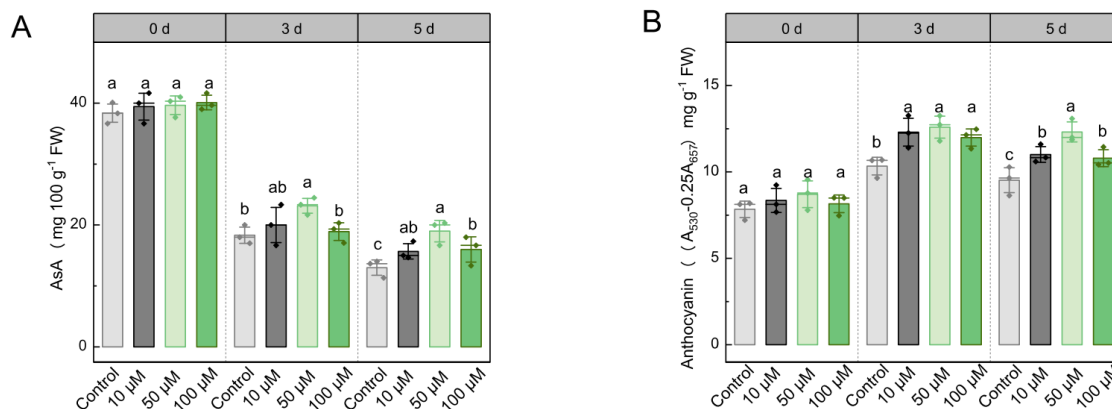 A
0 d 3 d 5 d
AsA ( mg 100 g-1 FW)
40
20
0
a a a a
b ab a b
c ab a b
Control 10 μM 50 μM 100 μM Control 10 μM 50 μM 100 μM Control 10 μM 50 μM 100 μM
B
0 d 3 d 5 d
Anthocyanin ( ( A530-0.25A657) mg g-1 FW)
15
10
5
0
a a a a
b a a a
c b a b
Control 10 μM 50 μM 100 μM Control 10 μM 50 μM 100 μM Control 10 μM 50 μM 100 μM